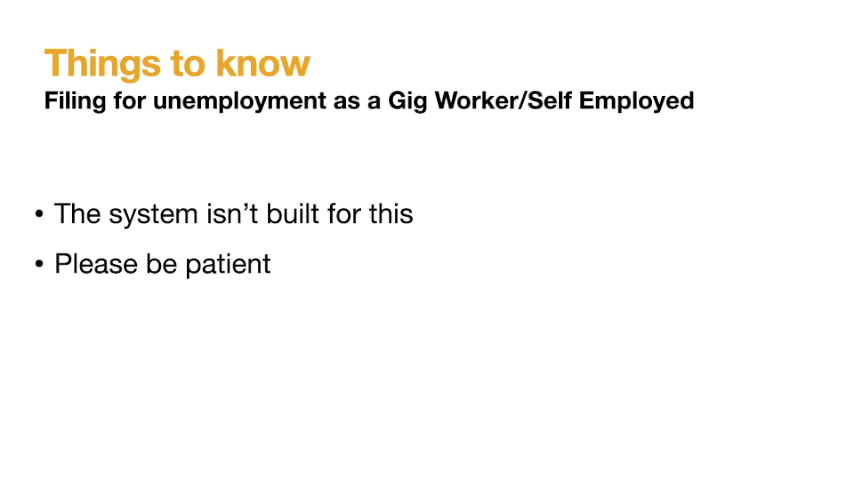 Things to know
Filing for unemployment as a Gig Worker/Self Employed
• The system isn’t built for this
• Please be patient